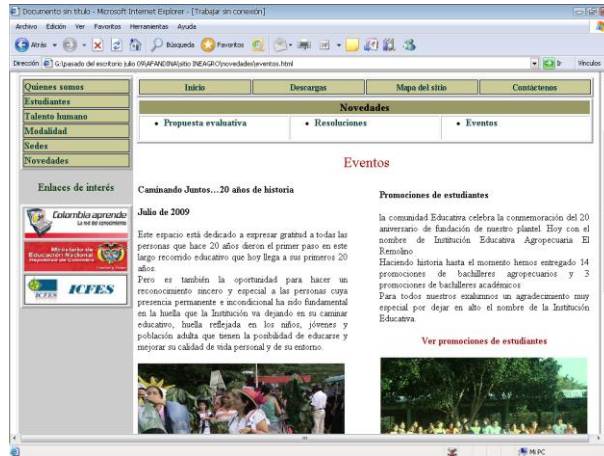 Documento sin título - Microsoft Internet Explorer - [Trabajar sin conexión]
Archivo Edición Ver Favoritos Herramientas Ayuda
Atrás Búsqueda Favoritos
Dirección G:\pasado del escritorio julio 09\AFANDINA\sitio INEAGRO\novedades\eventos.html Ir Vínculos
Quienes somos
Estudiantes
Talento humano
Modalidad
Sedes
Novedades
Enlaces de interés
Colombia aprende
La red del conocimiento
Ministerio de
Educación Nacional
República de Colombia
Libertad y Orden
ICFES ICFES
Inicio Descargas Mapa del sitio Contáctenos
Novedades
• Propuesta evaluativa • Resoluciones • Eventos
Eventos
Caminando Juntos...20 años de historia
Julio de 2009
Este espacio está dedicado a expresar gratitud a todas las
personas que hace 20 años dieron el primer paso en este
largo recorrido educativo que hoy llega a sus primeros 20
años.
Pero es también la oportunidad para hacer un
reconocimiento sincero y especial a las personas cuya
presencia permanente e incondicional ha sido fundamental
en la huella que la Institución va dejando en su caminar
educativo, huella reflejada en los niños, jóvenes y
población adulta que tienen la posibilidad de educarse y
mejorar su calidad de vida personal y de su entorno.
Promociones de estudiantes
la comunidad Educativa celebra la conmemoración del 20
aniversario de fundación de nuestro plantel. Hoy con el
nombre de Institución Educativa Agropecuaria El
Remolino
Haciendo historia hasta el momento hemos entregado 14
promociones de bachilleres agropecuarios y 3
promociones de bachilleres académicos
Para todos nuestros exalumnos un agradecimiento muy
especial por dejar en alto el nombre de la Institución
Educativa.
Ver promociones de estudiantes
Mi PC